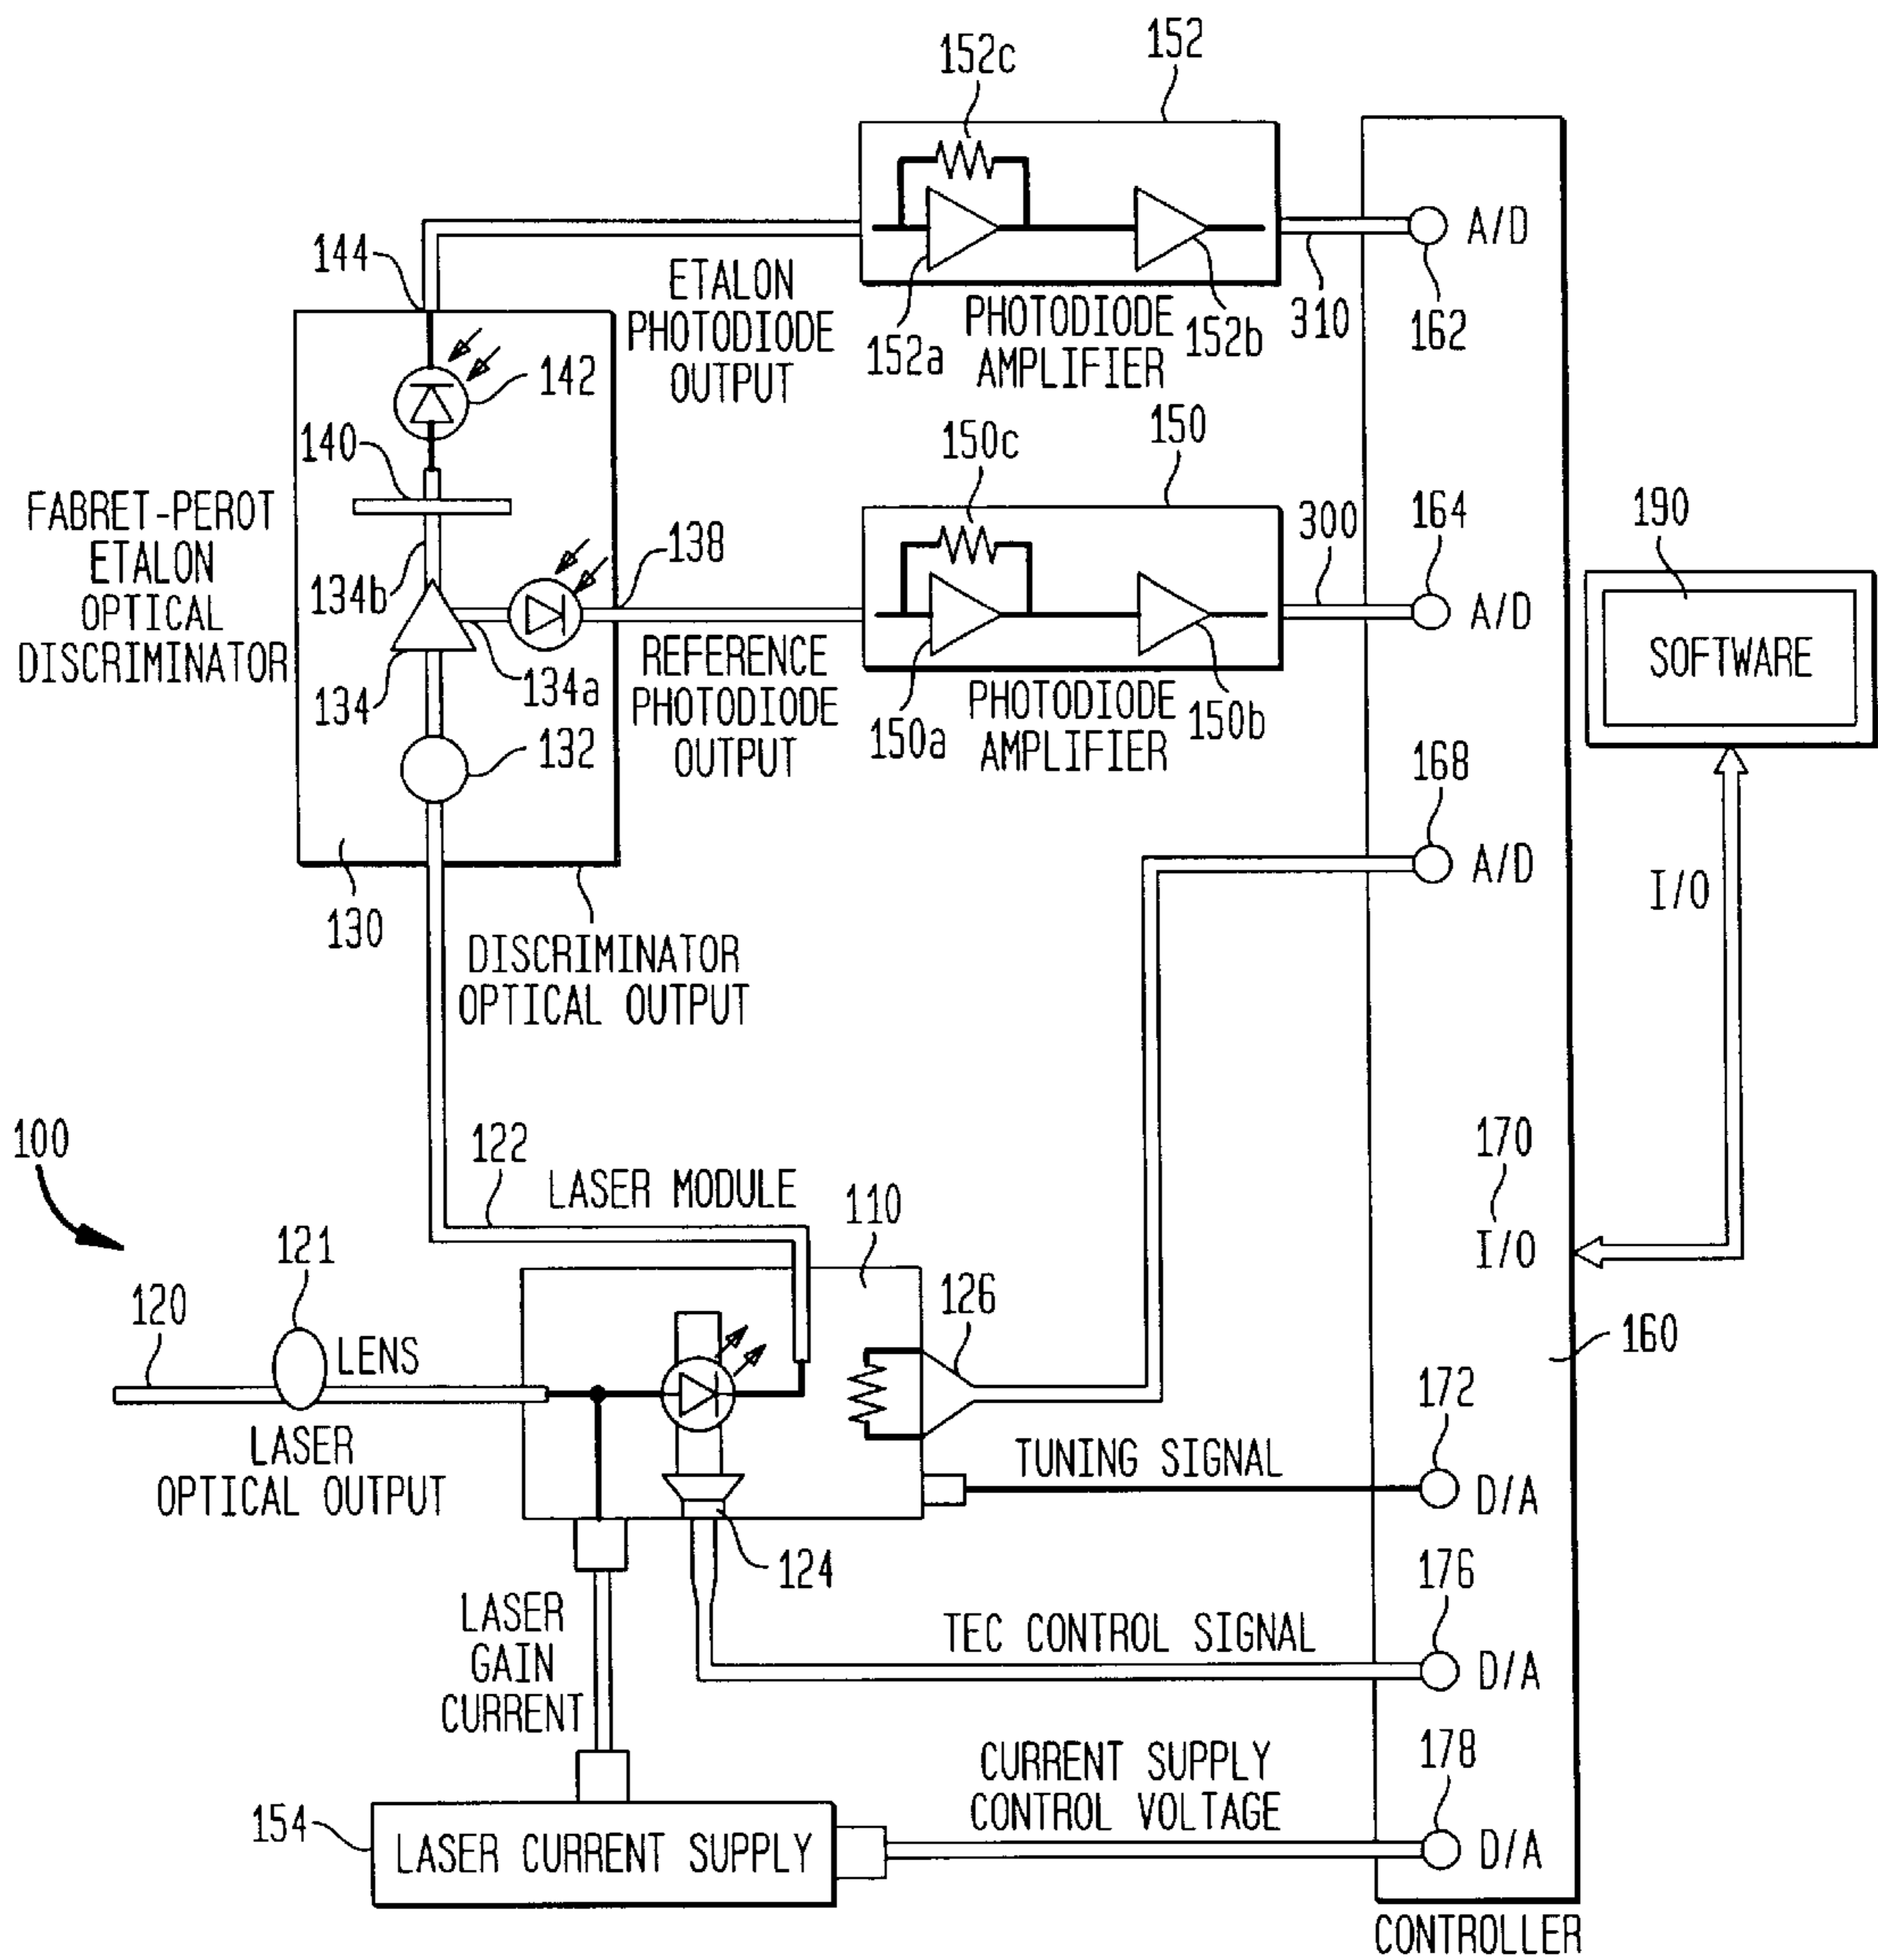 152c
152
144
ETALON
PHOTODIODE
OUTPUT
152a
PHOTODIODE
AMPLIFIER
152b
310
A/D
162
142
140
FABRET-PEROT
ETALON
OPTICAL
DISCRIMINATOR
134b
134
134a
132
130
138
REFERENCE
PHOTODIODE
OUTPUT
150c
150
150a
PHOTODIODE
AMPLIFIER
150b
300
164
A/D
190
SOFTWARE
168
A/D
I/O
DISCRIMINATOR
OPTICAL OUTPUT
100
122
LASER MODULE
110
170
I/O
121
120
LENS
LASER
OPTICAL OUTPUT
126
160
172
TUNING SIGNAL
D/A
124
LASER
GAIN
CURRENT
176
TEC CONTROL SIGNAL
D/A
178
CURRENT SUPPLY
CONTROL VOLTAGE
D/A
154
LASER CURRENT SUPPLY
CONTROLLER